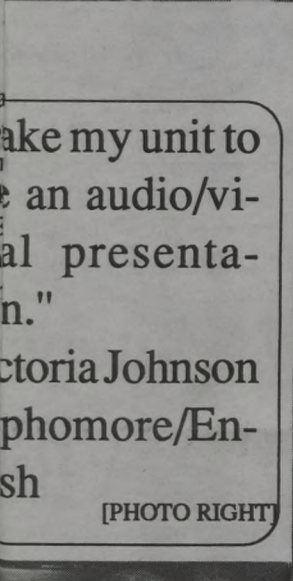 ake my unit to
e an audio/vi-
al presenta-
n."
ctoria Johnson
phomore/En-
sh
[PHOTO RIGHT]